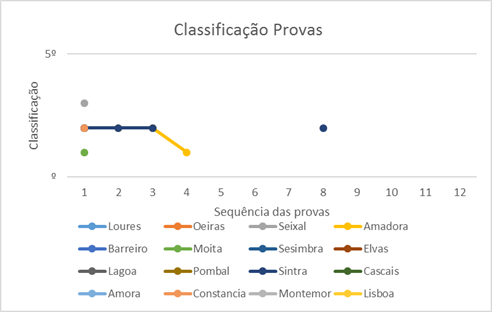 Classificação Provas
5º
Classificação
º
1 2 3 4 5 6 7 8 9 10 11 12
Sequência das provas
Loures Oeiras Seixal Amadora
Barreiro Moita Sesimbra Elvas
Lagoa Pombal Sintra Cascais
Amora Constancia Montemor Lisboa